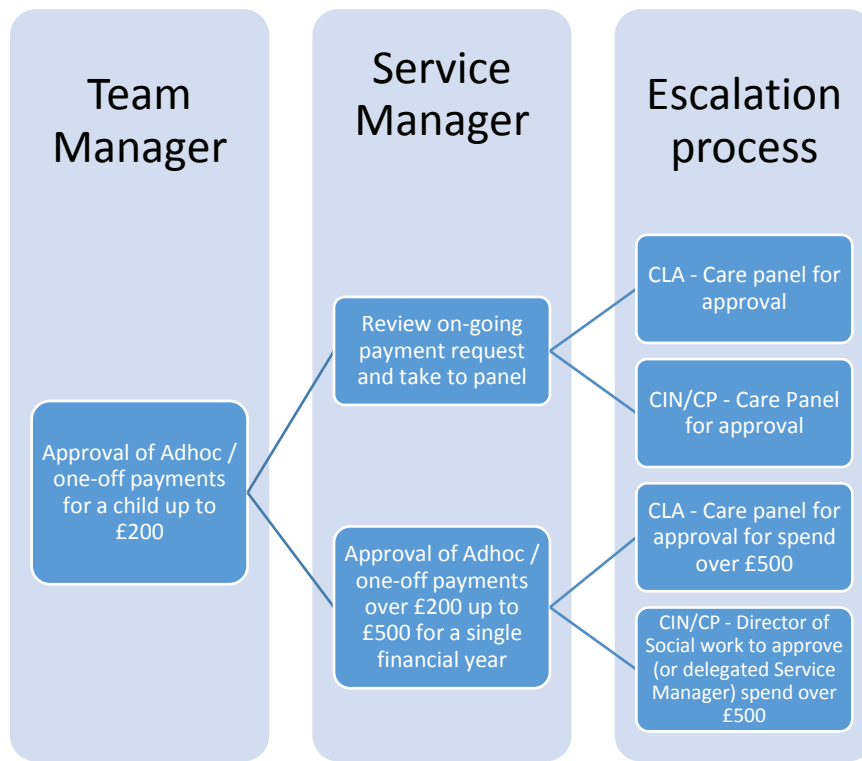 Team
Manager
Approval of Adhoc /
one-off payments
for a child up to
£200
Service
Manager
Review on-going
payment request
and take to panel
Approval of Adhoc /
one-off payments
over £200 up to
£500 for a single
financial year
Escalation
process
CLA - Care panel for
approval
CIN/CP - Care Panel
for approval
CLA - Care panel for
approval for spend
over £500
CIN/CP - Director of
Social work to approve
(or delegated Service
Manager) spend over
£500